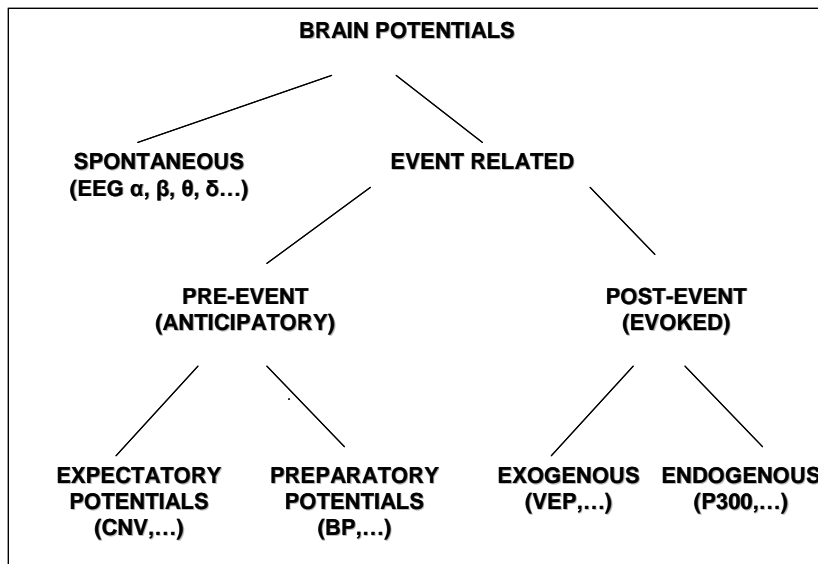 BRAIN POTENTIALS
SPONTANEOUS
(EEG α, β, θ, δ...)
EVENT RELATED
PRE-EVENT
(ANTICIPATORY)
POST-EVENT
(EVOKED)
EXPECTATORY
POTENTIALS
(CNV,...)
PREPARATORY
POTENTIALS
(BP,...)
EXOGENOUS
(VEP,...)
ENDOGENOUS
(P300,...)